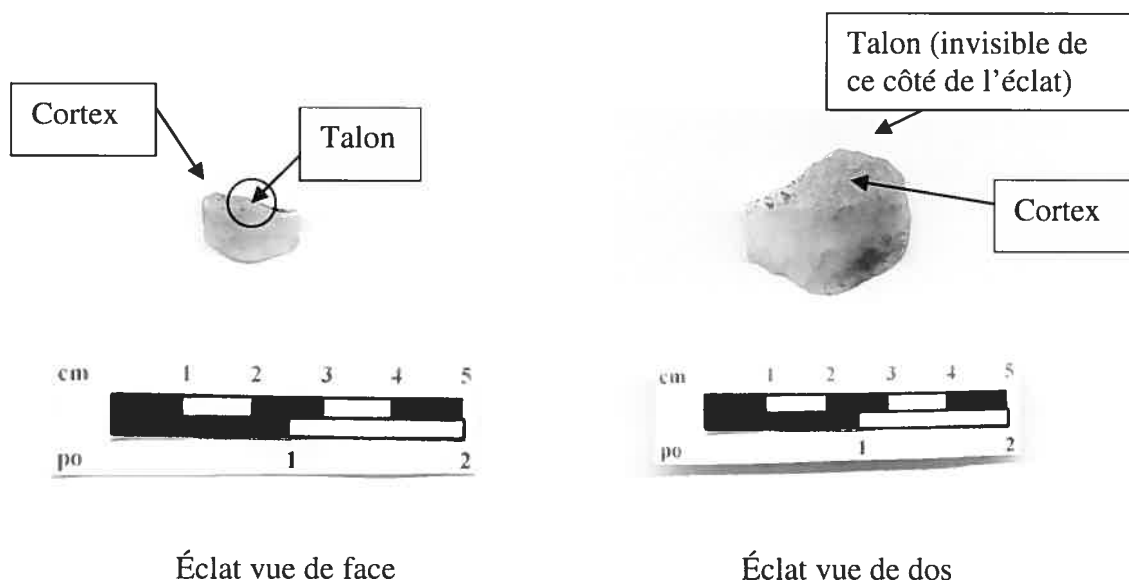 Cortex
Talon
Talon (invisible de
ce côté de l'éclat)
Cortex
cm 1 2 3 4 5
po 1 2
cm 1 2 3 4 5
po 1 2
Éclat vue de face
Éclat vue de dos